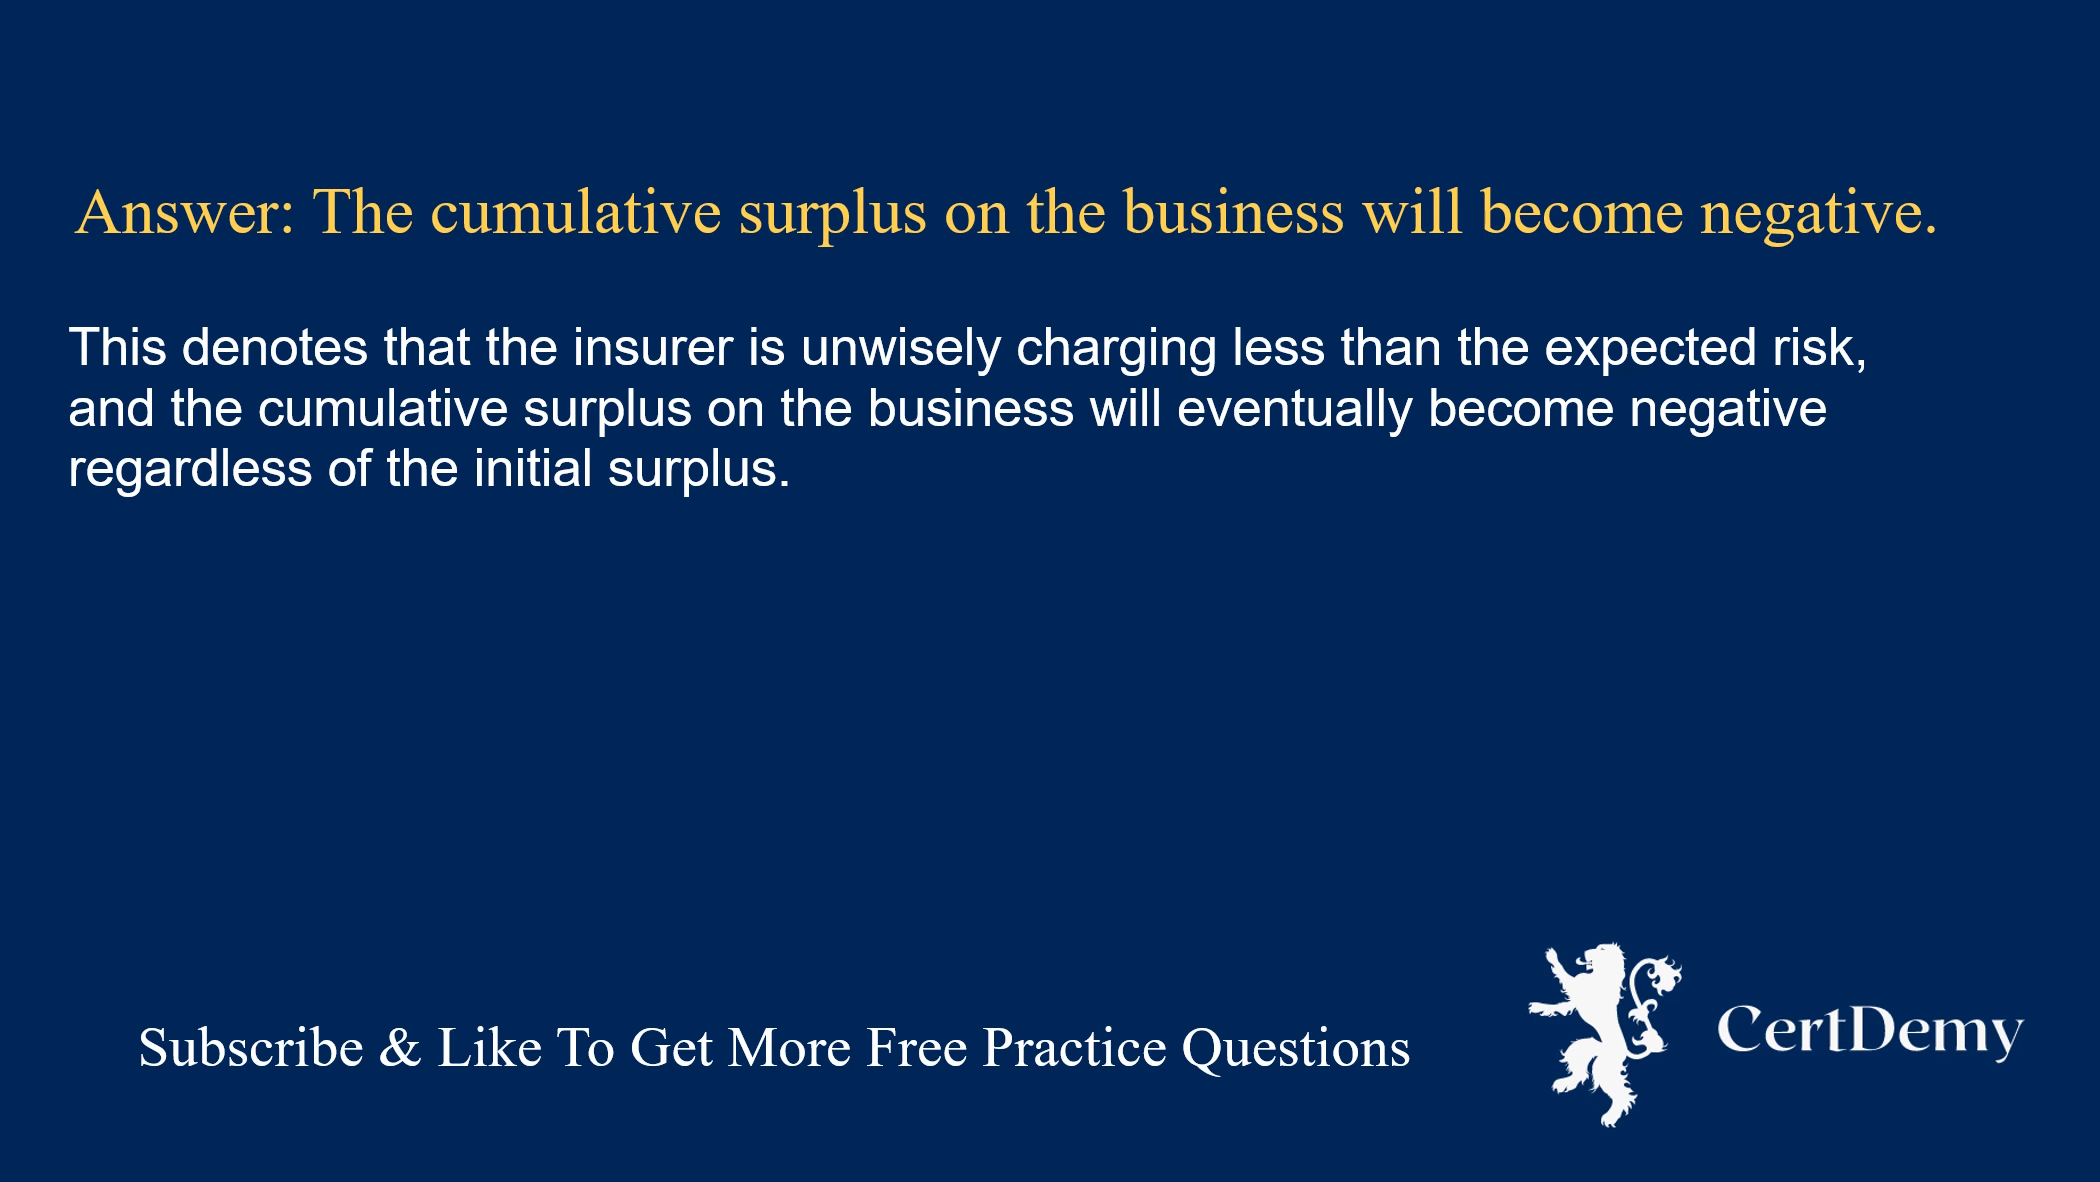 Answer: The cumulative surplus on the business will become negative.
This denotes that the insurer is unwisely charging less than the expected risk,
and the cumulative surplus on the business will eventually become negative
regardless of the initial surplus.
Subscribe & Like To Get More Free Practice Questions
CertDemy